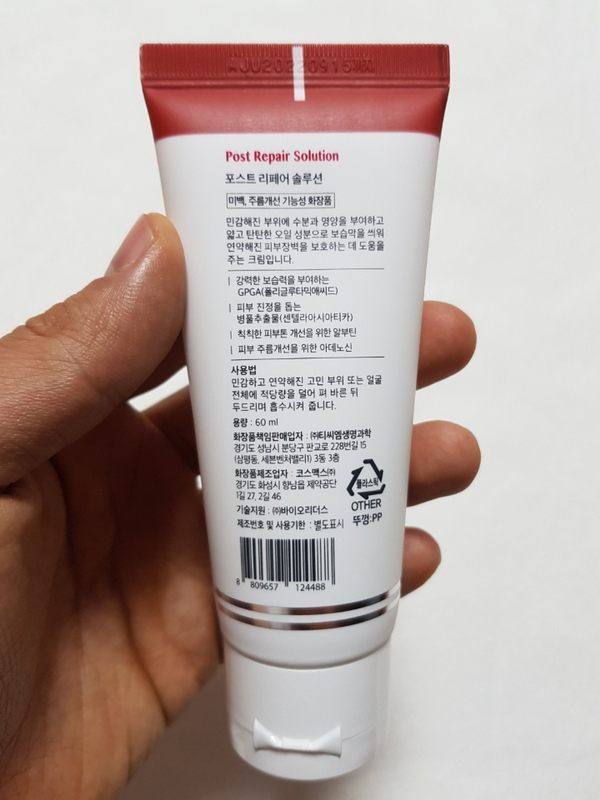 Post Repair Solution
포스트 리페어 솔루션
미백, 주름개선 기능성 화장품
민감해진 부위에 수분과 영양을 부여하고
얇고 탄탄한 오일 성분으로 보습막을 씌워
연약해진 피부장벽을 보호하는 데 도움을
주는 크림입니다.
| 강력한 보습력을 부여하는
GPGA(폴리글루타믹애씨드)
| 피부 진정을 돕는
병풀추출물(센텔라아시아티카)
| 칙칙한 피부톤 개선을 위한 알부틴
| 피부 주름개선을 위한 아데노신
사용법
민감하고 연약해진 고민 부위 또는 얼굴
전체에 적당량을 덜어 펴 바른 뒤
두드리며 흡수시켜 줍니다.
용량 : 60 ml
화장품책임판매업자 : ㈜티씨엠생명과학
경기도 성남시 분당구 판교로 228번길 15
(삼평동, 세븐벤처밸리1) 3동 3층
화장품제조업자 : 코스맥스㈜
경기도 화성시 향남읍 제약공단
1길 27, 2길 46
기술지원 : ㈜바이오리더스
제조번호 및 사용기한 : 별도표시
플라스틱
OTHER
뚜껑:PP
8 809657 124488